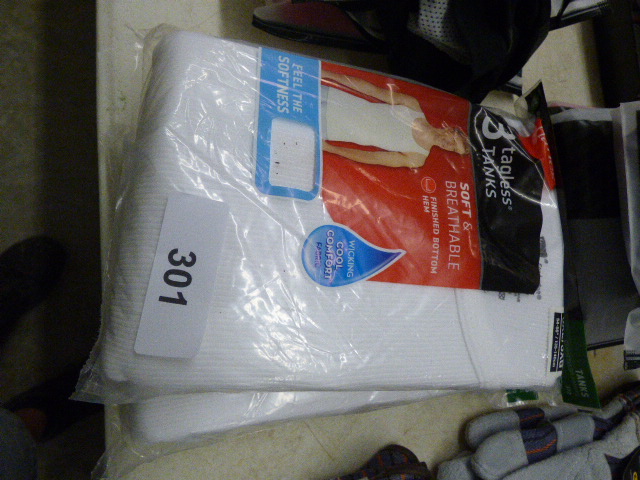 FEEL THE
SOFTNESS
3 tagless®
TANKS
SOFT &
BREATHABLE
FINISHED BOTTOM
HEM
WICKING
COOL
COMFORT
301
TANKS